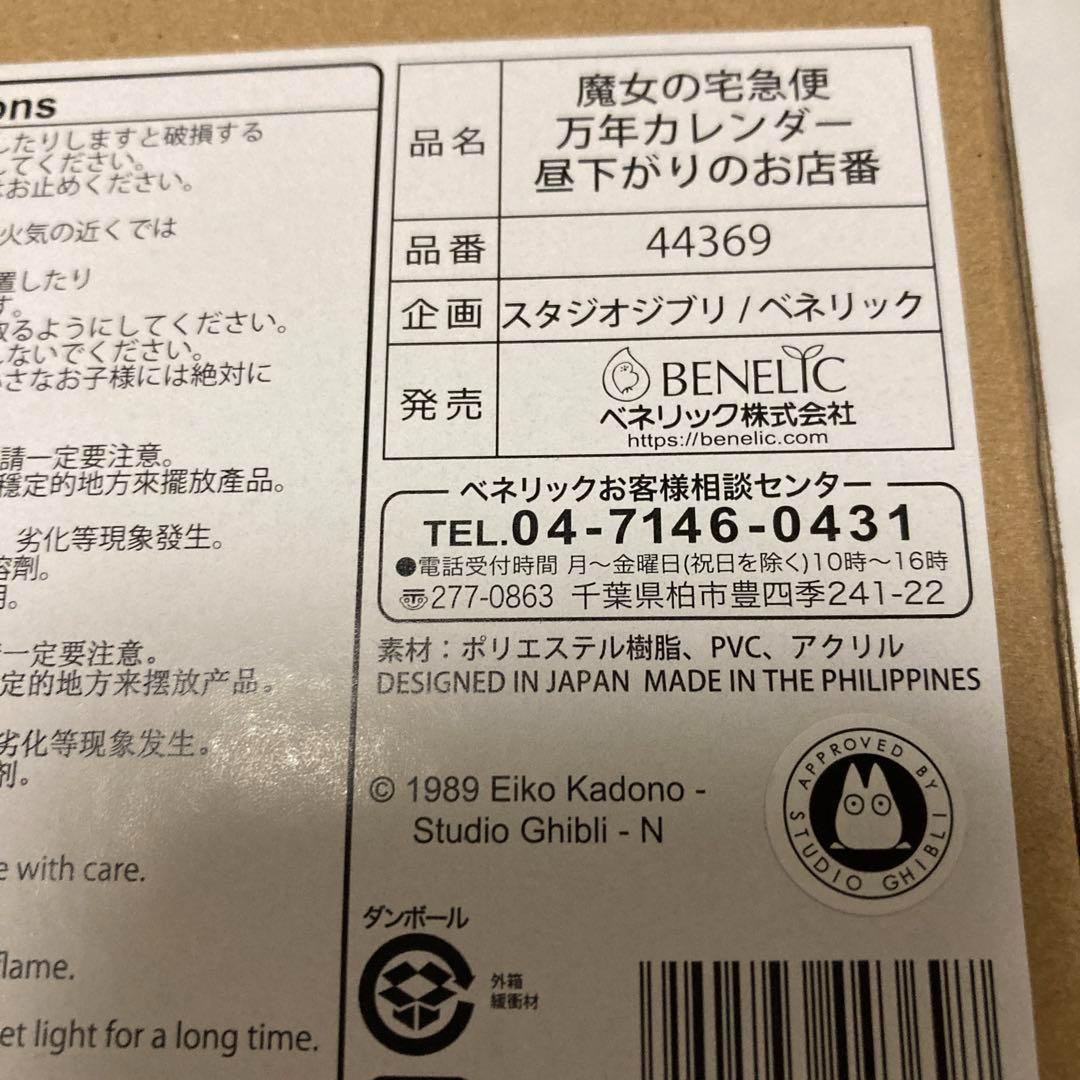 ons
したりしますと破損する
してください。
はお止めください。
火気の近くでは
置したり
す。
取るようにしてください。
しないでください。
小さなお子様には絶対に
請一定要注意。
穩定的地方來擺放產品。
劣化等現象發生。
溶劑。
用。
一定要注意。
定的地方来摆放产品。
劣化等现象发生。
剂。
e with care.
flame.
et light for a long time.
品名
魔女の宅急便
万年カレンダー
昼下がりのお店番
品番 44369
企画 スタジオジブリ / ベネリック
発売
BENELIC
ベネリック株式会社
https://benelic.com
ベネリックお客様相談センター
TEL.04-7146-0431
●電話受付時間 月～金曜日(祝日を除く)10時～16時
〠277-0863 千葉県柏市豊四季241-22
素材：ポリエステル樹脂、PVC、アクリル
DESIGNED IN JAPAN MADE IN THE PHILIPPINES
© 1989 Eiko Kadono -
Studio Ghibli - N
APPROVED BY
STUDIO GHIBLI
ダンボール
外箱
緩衝材